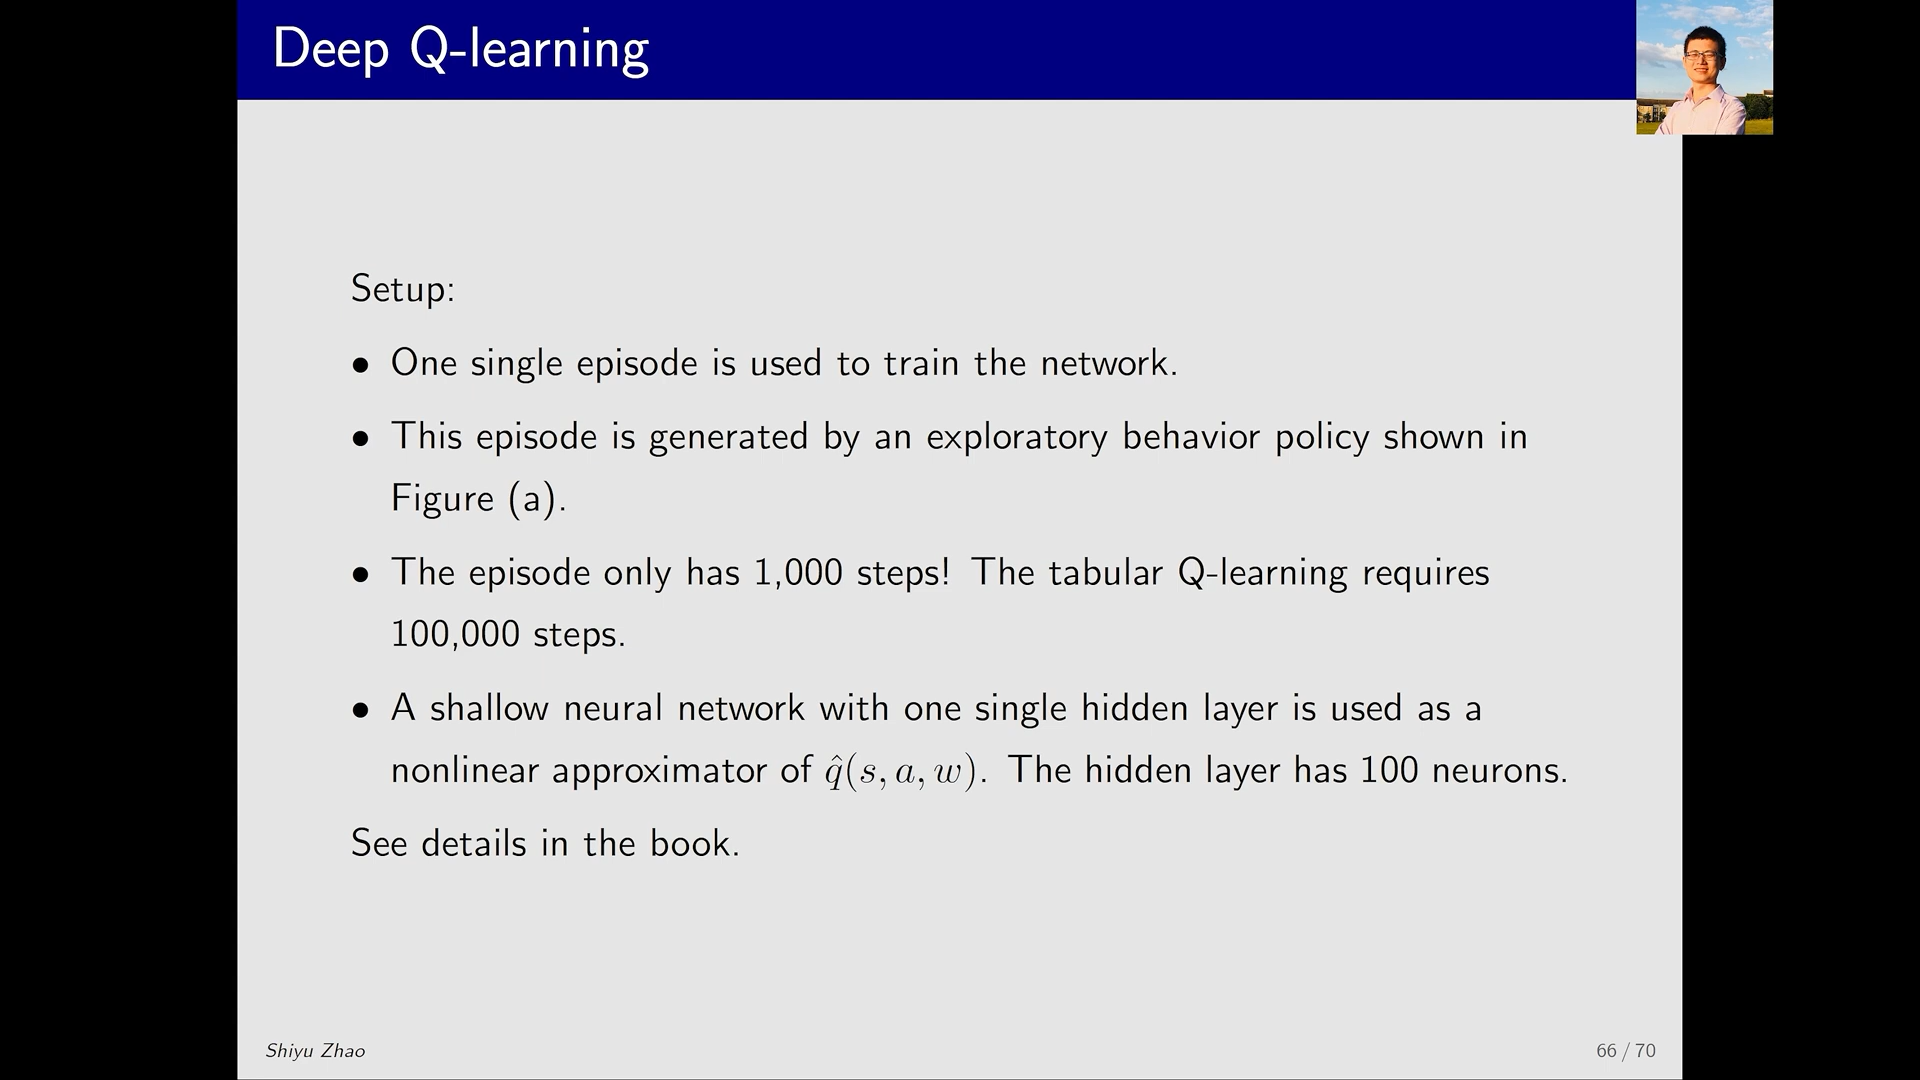 Deep Q-learning
Setup:
• One single episode is used to train the network.
• This episode is generated by an exploratory behavior policy shown in
Figure (a).
• The episode only has 1,000 steps! The tabular Q-learning requires
100,000 steps.
• A shallow neural network with one single hidden layer is used as a
nonlinear approximator of q̂(s, a, w). The hidden layer has 100 neurons.
See details in the book.
Shiyu Zhao
66 / 70